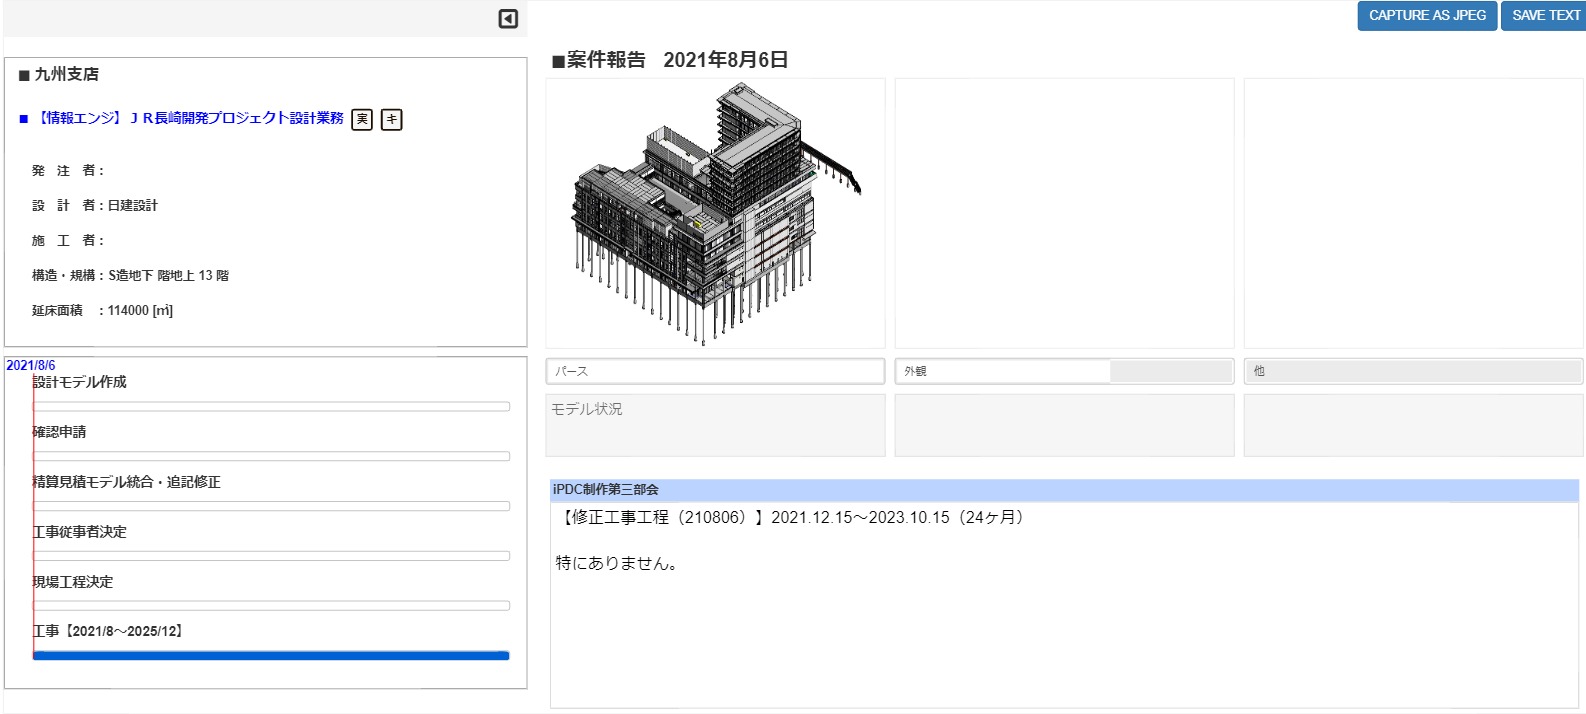 CAPTURE AS JPEG
SAVE TEXT
■ 九州支店
■ 【情報エンジ】ＪＲ長崎開発プロジェクト設計業務 実 キ
発　注　者：
設　計　者：日建設計
施　工　者：
構造・規構：S造地下 階地上 13 階
延床面積　：114000 [㎡]
2021/8/6
設計モデル作成
確認申請
精算見積モデル統合・追記修正
工事従事者決定
現場工程決定
工事【2021/8～2025/12】
■案件報告　2021年8月6日
パース
外観
他
モデル状況
iPDC制作第三部会
【修正工事工程（210806）】2021.12.15～2023.10.15（24ケ月）
特にありません。